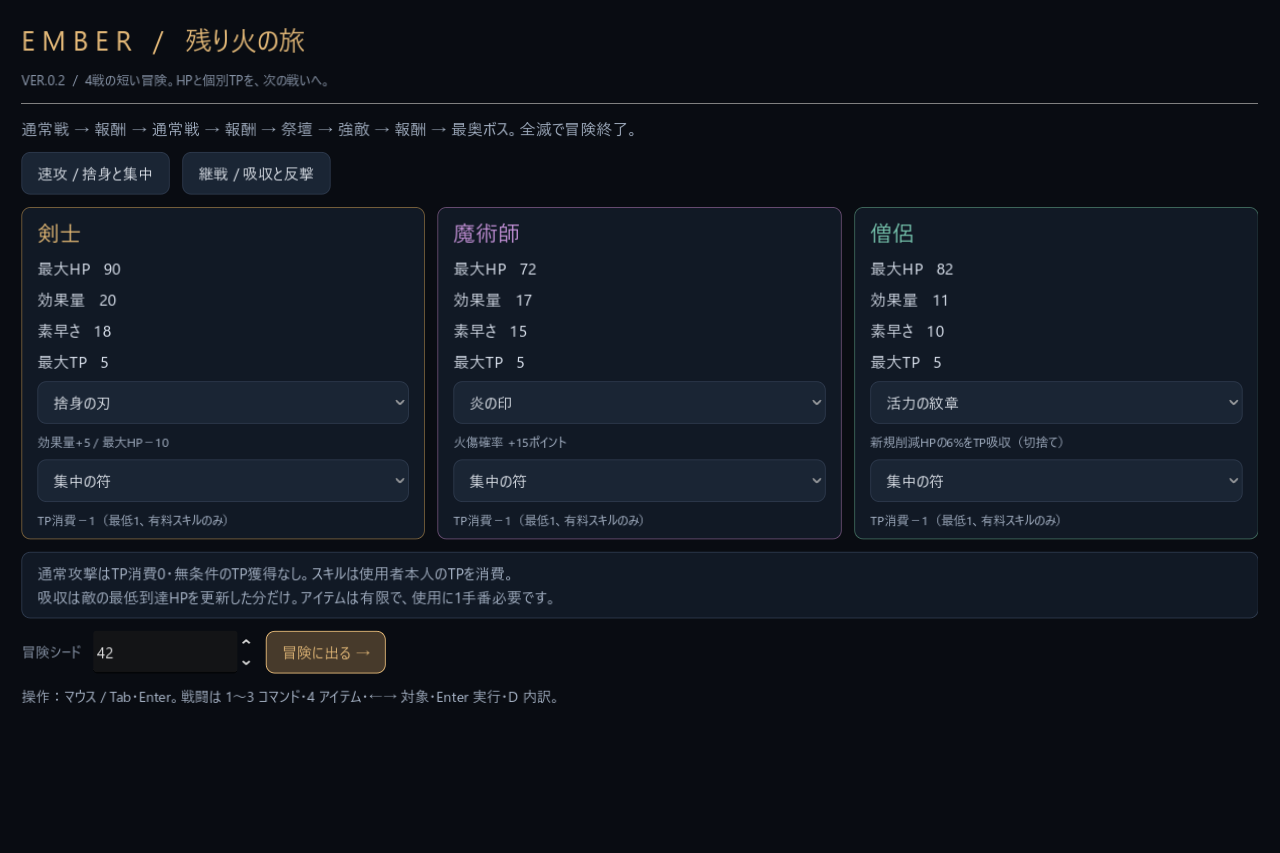 EMBER / 残り火の旅
VER.0.2 / 4戦の短い冒険。HPと個別TPを、次の戦いへ。
通常戦 → 報酬 → 通常戦 → 報酬 → 祭壇 → 強敵 → 報酬 → 最奥ボス。全滅で冒険終了。
速攻 / 捨身と集中
継戦 / 吸収と反撃
剣士
最大HP 90
効果量 20
素早さ 18
最大TP 5
捨身の刃
効果量+5 / 最大HP−10
集中の符
TP消費−1（最低1、有料スキルのみ）
魔術師
最大HP 72
効果量 17
素早さ 15
最大TP 5
炎の印
火傷確率 +15ポイント
集中の符
TP消費−1（最低1、有料スキルのみ）
僧侶
最大HP 82
効果量 11
素早さ 10
最大TP 5
活力の紋章
新規削減HPの6%をTP吸収（切捨て）
集中の符
TP消費−1（最低1、有料スキルのみ）
通常攻撃はTP消費0・無条件のTP獲得なし。スキルは使用者本人のTPを消費。
吸収は敵の最低到達HPを更新した分だけ。アイテムは有限で、使用に1手番必要です。
冒険シード 42
冒険に出る →
操作：マウス / Tab・Enter。戦闘は 1〜3 コマンド・4 アイテム・←→ 対象・Enter 実行・D 内訳。